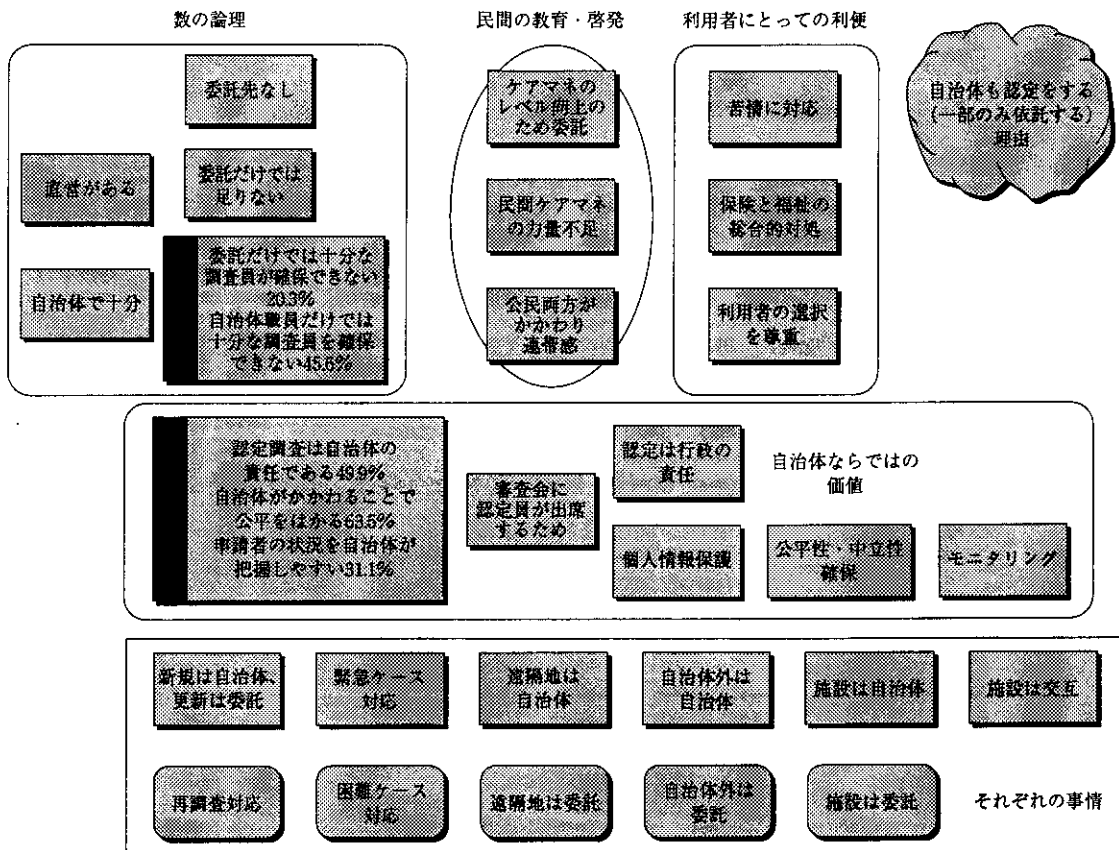 数の論理
民間の教育・啓発
利用者にとっての利便
委託先なし
直営がある
委託だけでは
足りない
自治体で十分
委託だけでは十分な
調査員が確保できない
20.3%
自治体職員だけでは
十分な調査員を確保
できない45.6%
ケアマネの
レベル向上の
ため委託
民間ケアマネ
の力量不足
公民両方が
かかわり
連帯感
苦情に対応
保険と福祉の
総合的対処
利用者の選択
を尊重
自治体も認定をする
(一部のみ依託する)
理由
認定調査は自治体の
責任である49.9%
自治体がかかわることで
公平をはかる63.5%
申請者の状況を自治体が
把握しやすい31.1%
審査会に
認定員が出席
するため
認定は行政の
責任
自治体ならではの
価値
個人情報保護
公平性・中立性
確保
モニタリング
新規は自治体、
更新は委託
緊急ケース
対応
遠隔地は
自治体
自治体外は
自治体
施設は自治体
施設は交互
再調査対応
困難ケース
対応
遠隔地は委託
自治体外は
委託
施設は委託
それぞれの事情